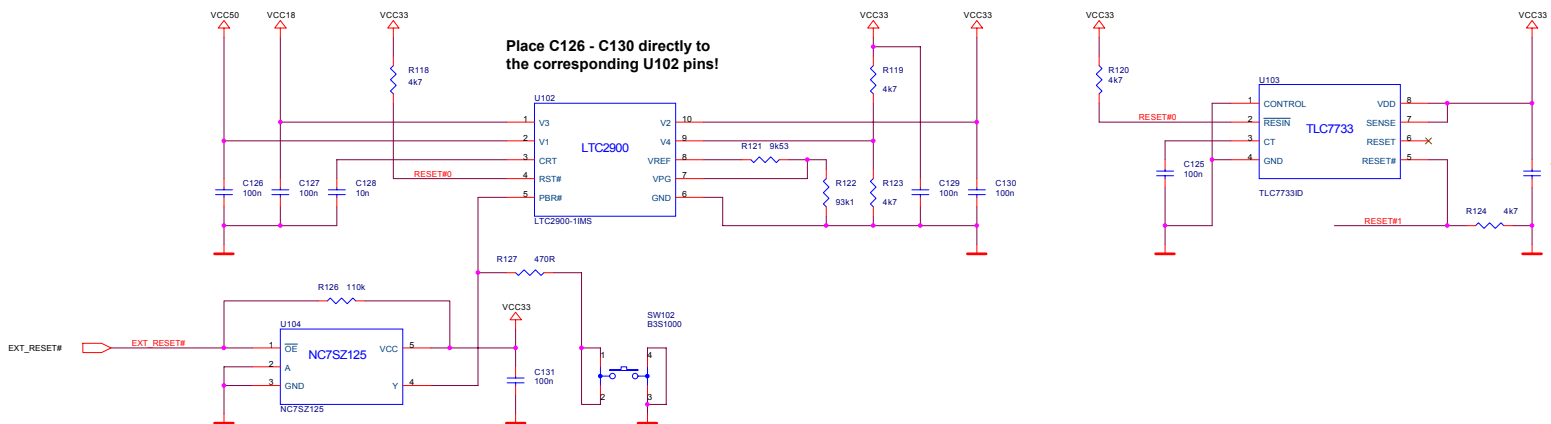 VCC50
VCC18
VCC33
VCC33
VCC33
VCC33
VCC33
Place C126 - C130 directly to
the corresponding U102 pins!
R118
4k7
R119
4k7
R120
4k7
U102
LTC2900
1 V3
2 V1
3 CRT
4 RST#
5 PBR#
V2 10
V4 9
VREF 8
VPG 7
GND 6
LTC2900-1IMS
RESET#0
C126
100n
C127
100n
C128
10n
R121 9k53
R122
93k1
R123
4k7
C129
100n
C130
100n
U103
TLC7733
1 CONTROL
2 RESIN
3 CT
4 GND
VDD 8
SENSE 7
RESET 6
RESET# 5
TLC7733ID
RESET#0
C125
100n
RESET#1
R124 4k7
R127 470R
R126 110k
VCC33
SW102
B3S1000
1
2
4
3
EXT_RESET#
EXT_RESET#
U104
NC7SZ125
1 OE
2 A
3 GND
VCC 5
Y 4
NC7SZ125
C131
100n